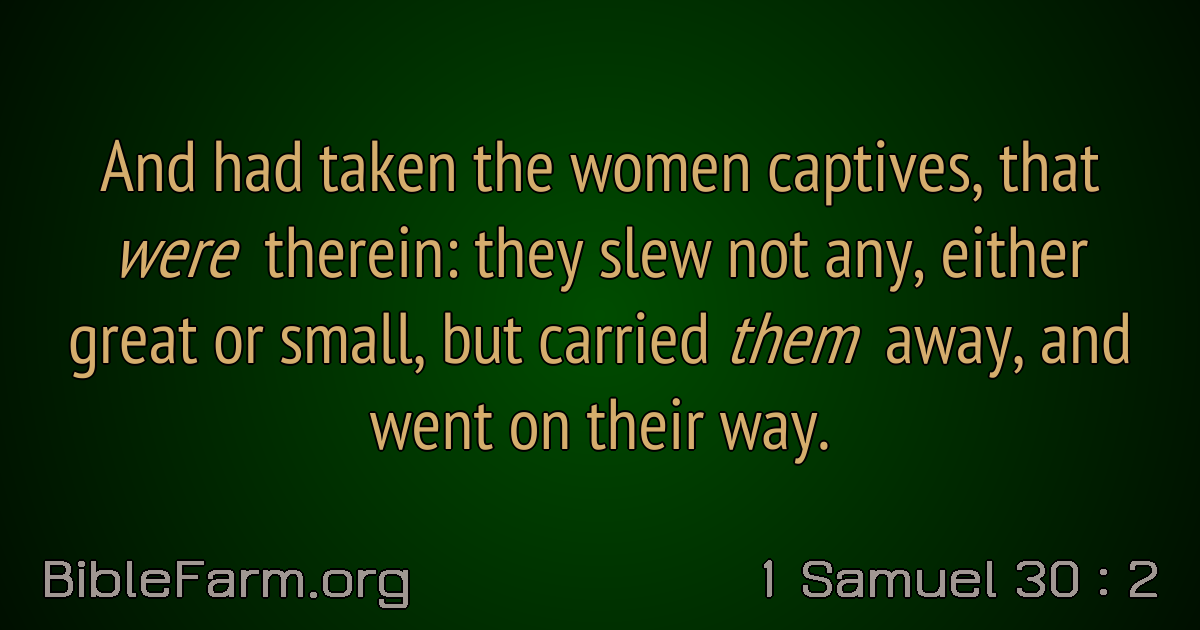 And had taken the women captives, that
were therein: they slew not any, either
great or small, but carried them away, and
went on their way.
BibleFarm.org
1 Samuel 30 : 2